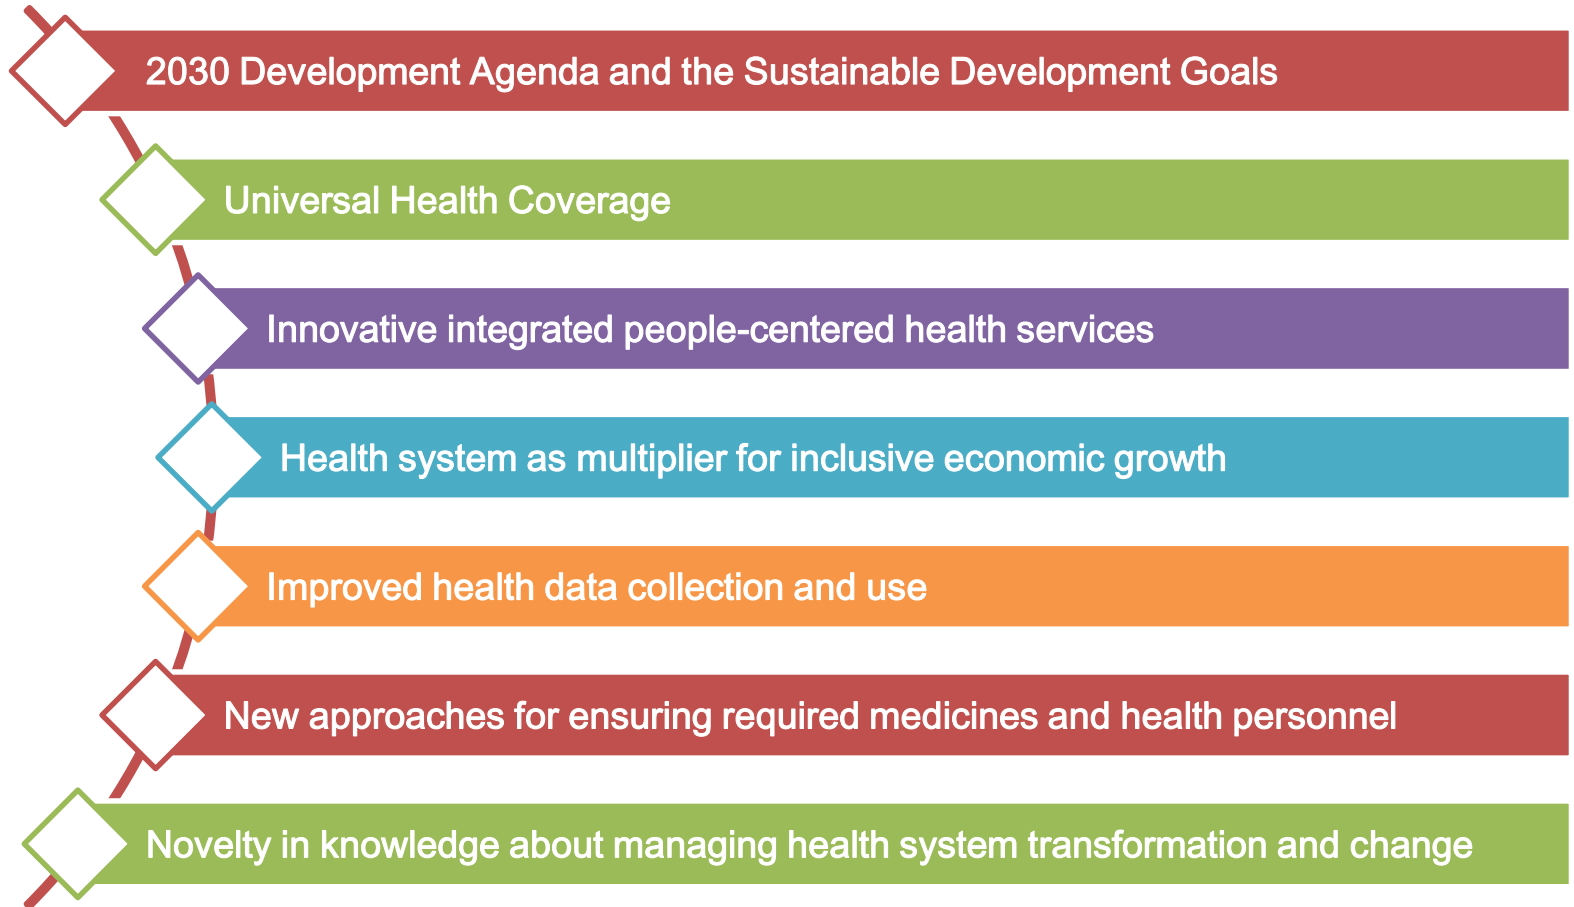 2030 Development Agenda and the Sustainable Development Goals
Universal Health Coverage
Innovative integrated people-centered health services
Health system as multiplier for inclusive economic growth
Improved health data collection and use
New approaches for ensuring required medicines and health personnel
Novelty in knowledge about managing health system transformation and change